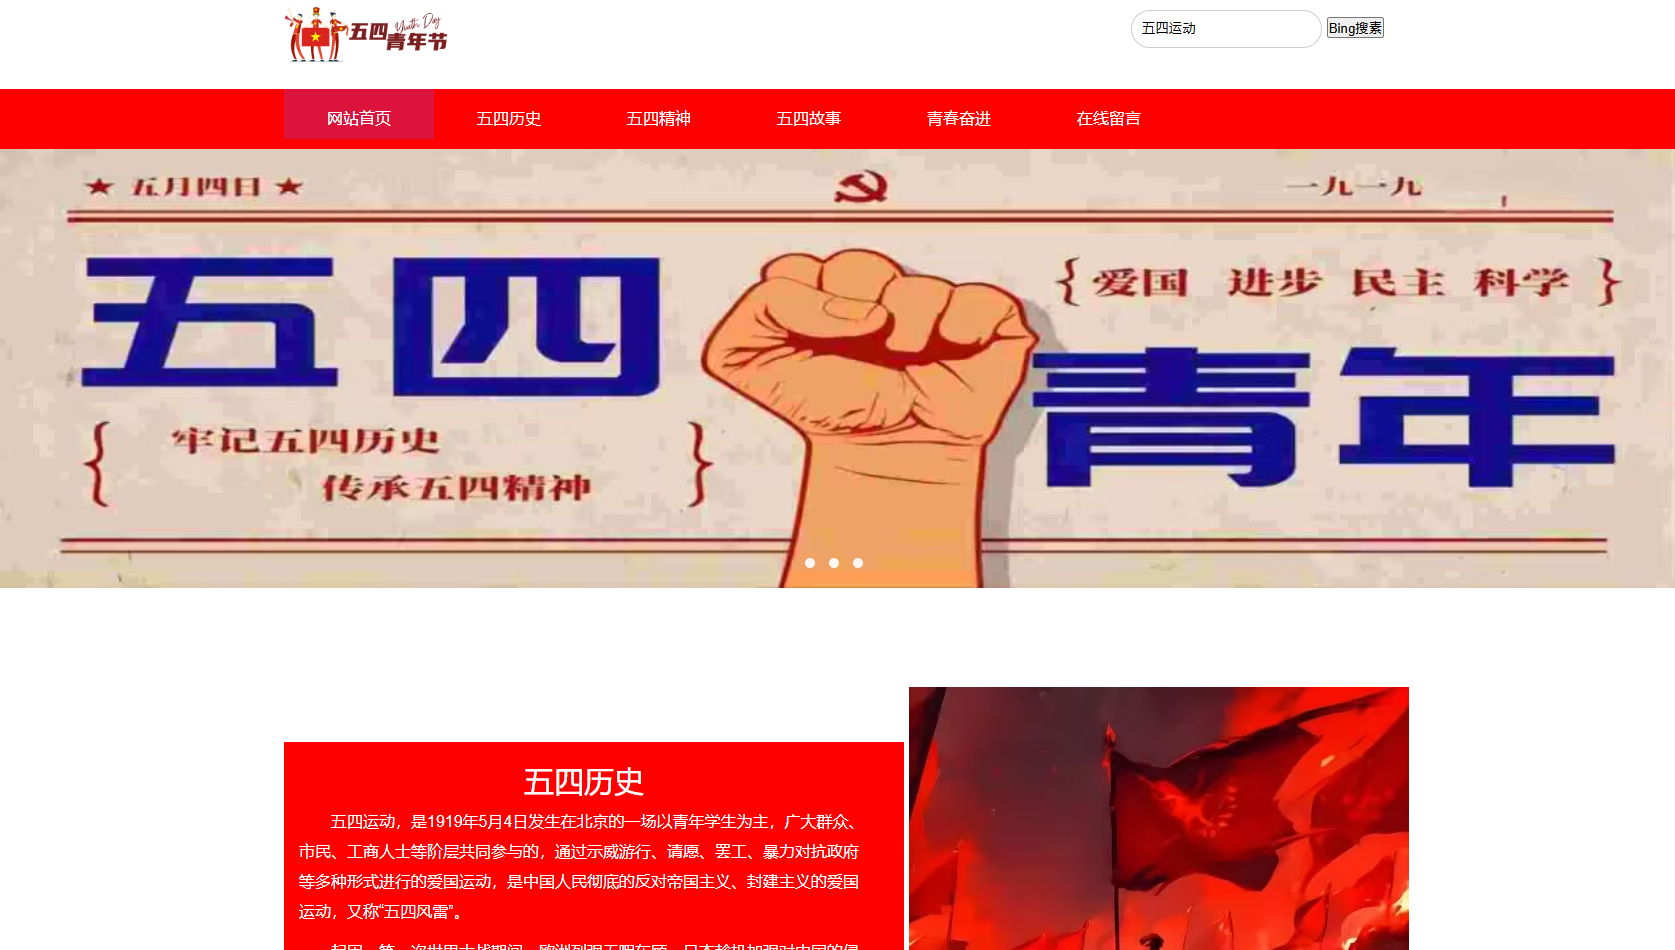 五四 Youth Day
青年节
五四运动
Bing搜素
网站首页 五四历史 五四精神 五四故事 青春奋进 在线留言
★ 五月四日 ★
一九一九
五四
{ 爱国 进步 民主 科学 }
青年
牢记五四历史
传承五四精神
五四历史
五四运动，是1919年5月4日发生在北京的一场以青年学生为主，广大群众、
市民、工商人士等阶层共同参与的，通过示威游行、请愿、罢工、暴力对抗政府
等多种形式进行的爱国运动，是中国人民彻底的反对帝国主义、封建主义的爱国
运动，又称“五四风雷”。